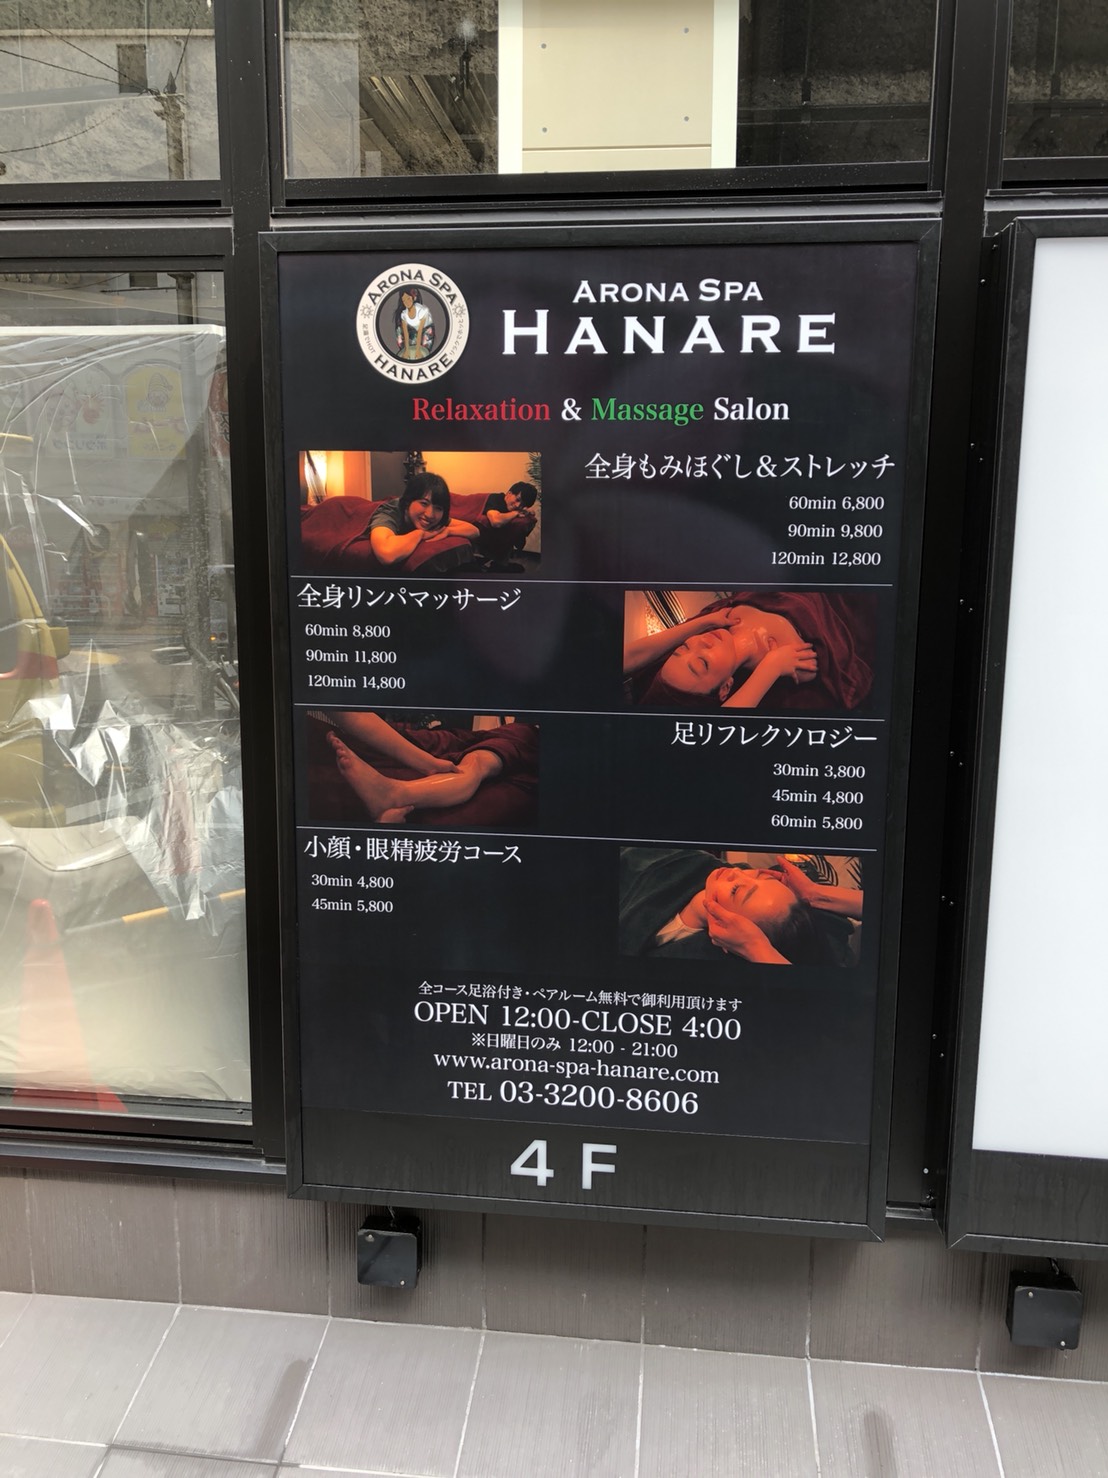 ARONA SPA
HANARE
ARONA SPA
HANARE
Relaxation & Massage Salon
全身もみほぐし＆ストレッチ
60min 6,800
90min 9,800
120min 12,800
全身リンパマッサージ
60min 8,800
90min 11,800
120min 14,800
足リフレクソロジー
30min 3,800
45min 4,800
60min 5,800
小顔・眼精疲労コース
30min 4,800
45min 5,800
全コース足浴付き・ペアルーム無料で御利用頂けます
OPEN 12:00-CLOSE 4:00
※日曜日のみ 12:00 - 21:00
www.arona-spa-hanare.com
TEL 03-3200-8606
4F